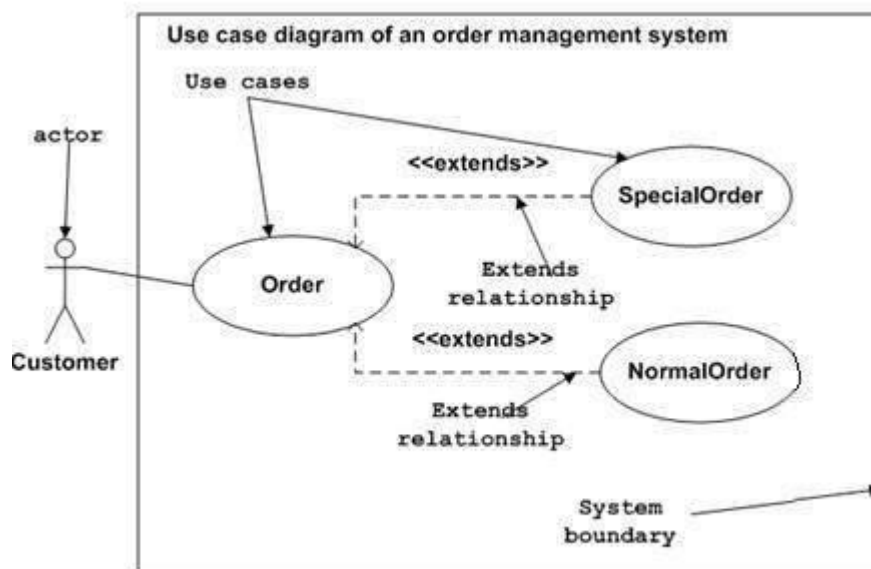 Use case diagram of an order management system
Use cases
actor
<<extends>>
SpecialOrder
Order
Extends
relationship
<<extends>>
Customer
NormalOrder
Extends
relationship
System
boundary